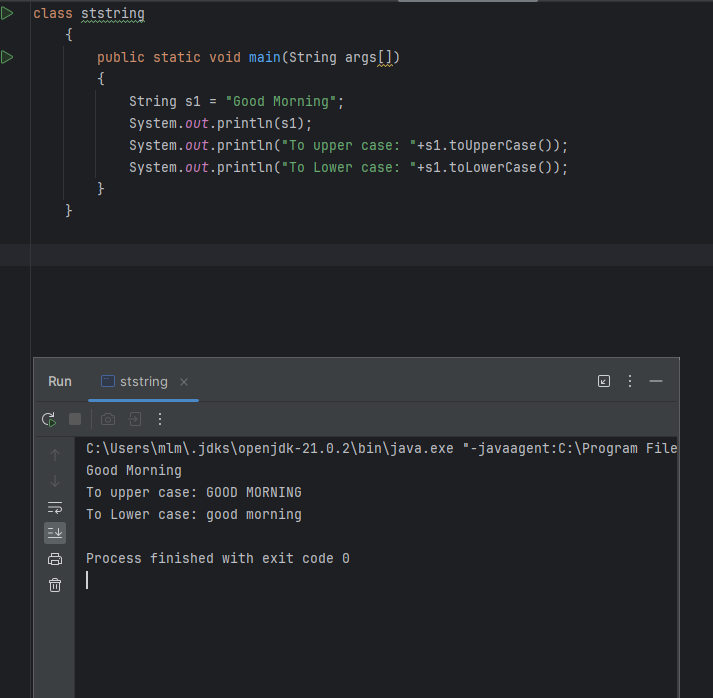 class ststring
{
public static void main(String args[])
{
String s1 = "Good Morning";
System.out.println(s1);
System.out.println("To upper case: "+s1.toUpperCase());
System.out.println("To Lower case: "+s1.toLowerCase());
}
}
Run ststring
C:\Users\mlm\.jdks\openjdk-21.0.2\bin\java.exe "-javaagent:C:\Program File
Good Morning
To upper case: GOOD MORNING
To Lower case: good morning
Process finished with exit code 0